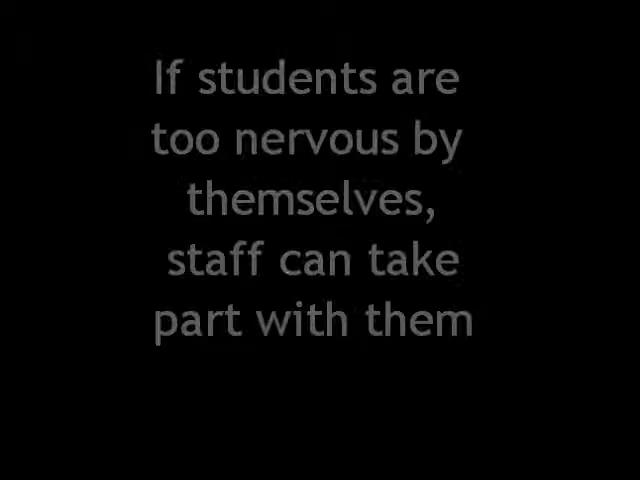 If students are
too nervous by
themselves,
staff can take
part with them